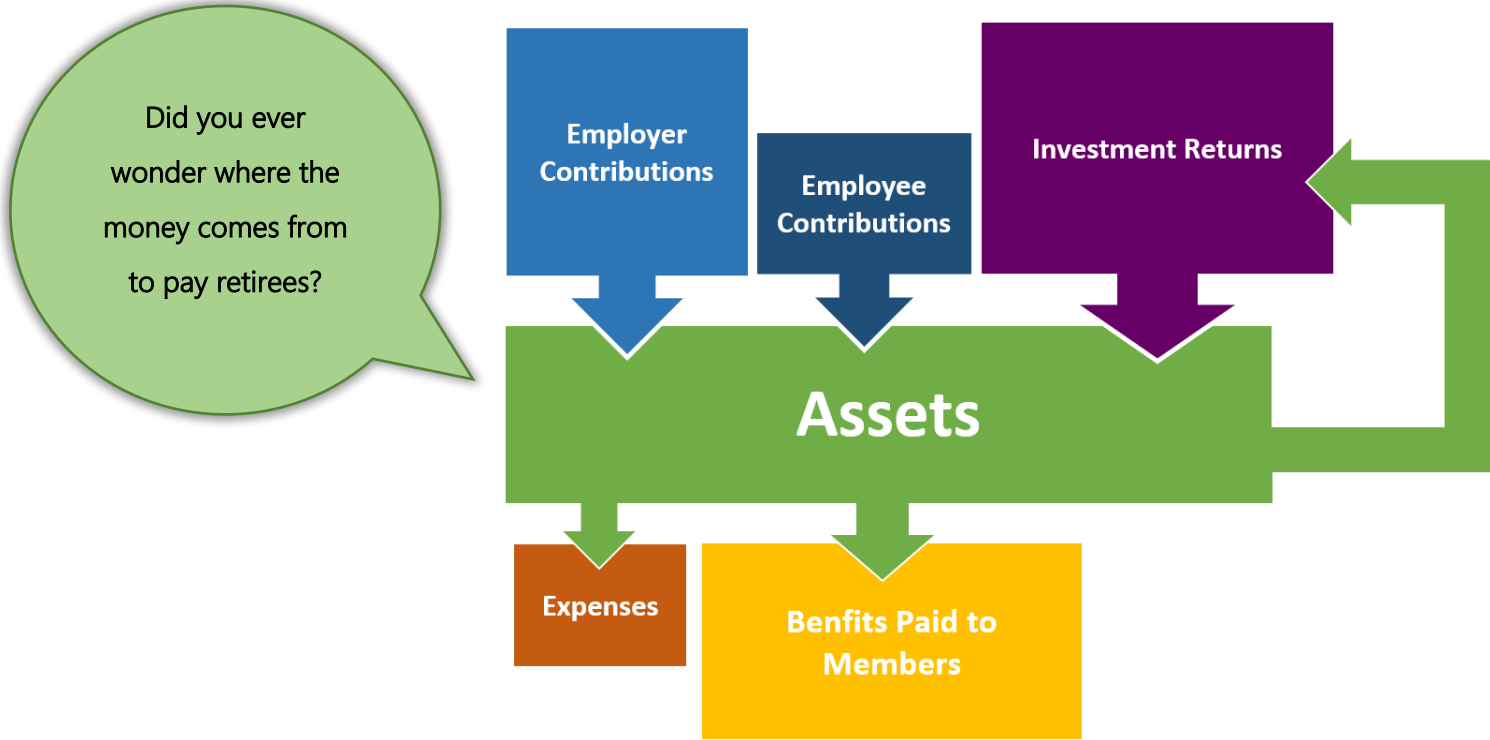 Did you ever
wonder where the
money comes from
to pay retirees?
Employer
Contributions
Employee
Contributions
Investment Returns
Assets
Expenses
Benfits Paid to
Members